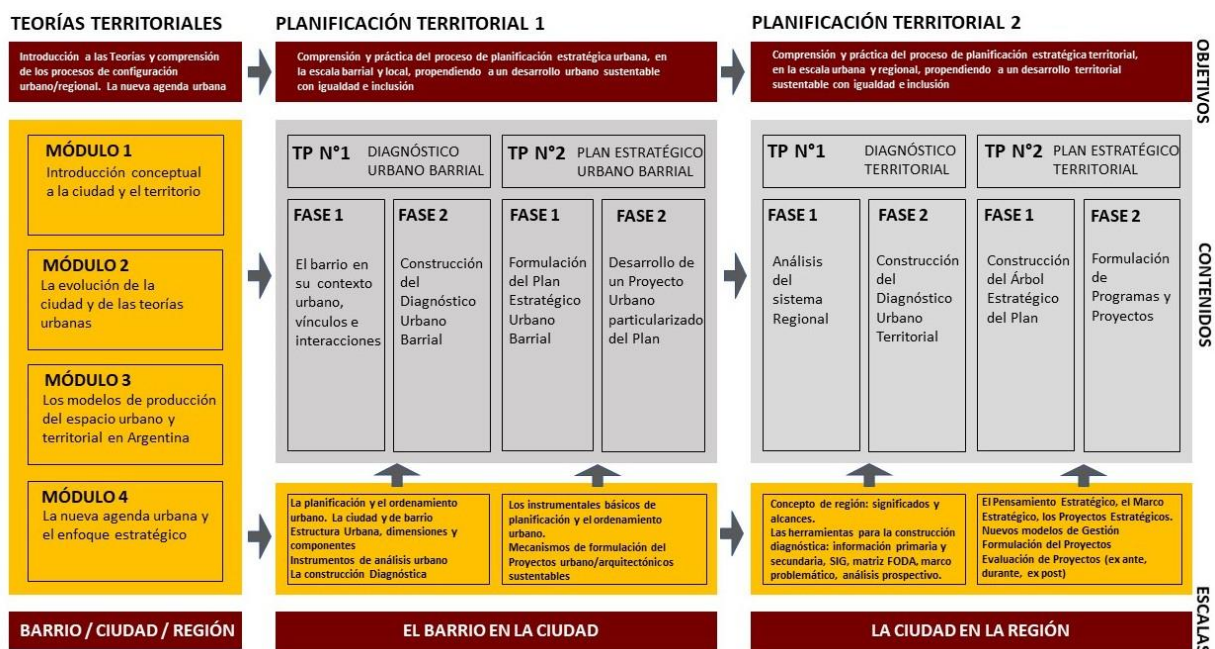 TEORÍAS TERRITORIALES
Introducción a las Teorías y comprensión
de los procesos de configuración
urbano/regional. La nueva agenda urbana
MÓDULO 1
Introducción conceptual
a la ciudad y el territorio
MÓDULO 2
La evolución de la
ciudad y de las teorías
urbanas
MÓDULO 3
Los modelos de producción
del espacio urbano y
territorial en Argentina
MÓDULO 4
La nueva agenda urbana y
el enfoque estratégico
BARRIO / CIUDAD / REGIÓN
PLANIFICACIÓN TERRITORIAL 1
Comprensión y práctica del proceso de planificación estratégica urbana, en
la escala barrial y local, propendiendo a un desarrollo urbano sustentable
con igualdad e inclusión
TP N°1 DIAGNÓSTICO
URBANO BARRIAL
FASE 1
El barrio en
su contexto
urbano,
vínculos e
interacciones
FASE 2
Construcción
del
Diagnóstico
Urbano
Barrial
TP N°2 PLAN ESTRATÉGICO
URBANO BARRIAL
FASE 1
Formulación
del Plan
Estratégico
Urbano
Barrial
FASE 2
Desarrollo de
un Proyecto
Urbano
particularizado
del Plan
La planificación y el ordenamiento
urbano. La ciudad y de barrio
Estructura Urbana, dimensiones y
componentes
Instrumentos de análisis urbano
La construcción Diagnóstica
Los instrumentales básicos de
planificación y el ordenamiento
urbano.
Mecanismos de formulación del
Proyectos urbano/arquitectónicos
sustentables
EL BARRIO EN LA CIUDAD
PLANIFICACIÓN TERRITORIAL 2
Comprensión y práctica del proceso de planificación estratégica territorial,
en la escala urbana y regional, propendiendo a un desarrollo territorial
sustentable con igualdad e inclusión
TP N°1 DIAGNÓSTICO
TERRITORIAL
FASE 1
Análisis
del
sistema
Regional
FASE 2
Construcción
del
Diagnóstico
Urbano
Territorial
TP N°2 PLAN ESTRATÉGICO
TERRITORIAL
FASE 1
Construcción
del Árbol
Estratégico
del Plan
FASE 2
Formulación
de
Programas y
Proyectos
Concepto de región: significados y
alcances.
Las herramientas para la construcción
diagnóstica: información primaria y
secundaria, SIG, matriz FODA, marco
problemático, análisis prospectivo.
El Pensamiento Estratégico, el Marco
Estratégico, los Proyectos Estratégicos.
Nuevos modelos de Gestión
Formulación del Proyectos
Evaluación de Proyectos (ex ante,
durante, ex post)
LA CIUDAD EN LA REGIÓN
OBJETIVOS
CONTENIDOS
ESCALAS